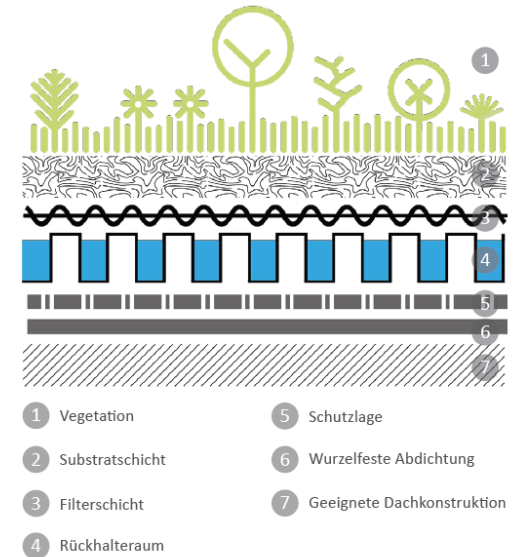 1
2
3
4
5
6
7
1 Vegetation
2 Substratschicht
3 Filterschicht
4 Rückhalteraum
5 Schutzlage
6 Wurzelfeste Abdichtung
7 Geeignete Dachkonstruktion